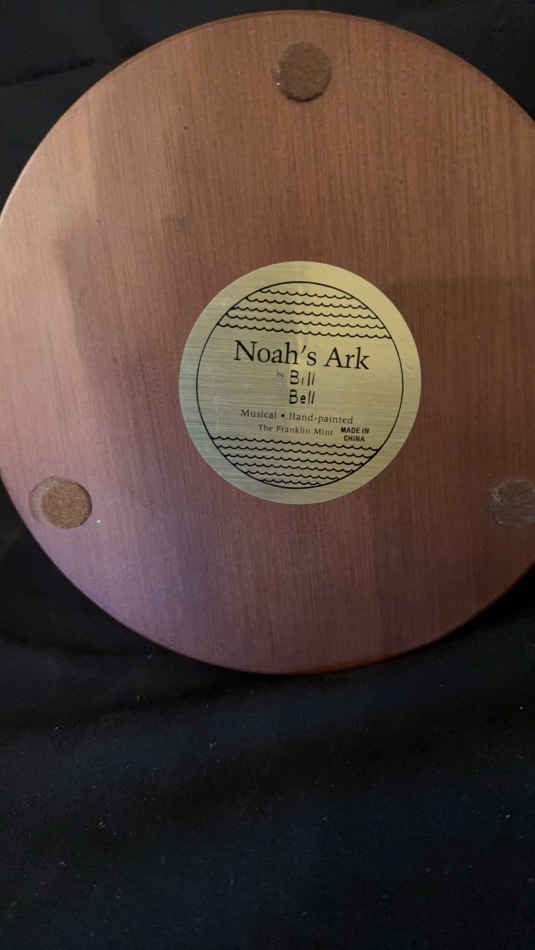 Noah's Ark
by Bill
Bell
Musical • Hand-painted
The Franklin Mint
MADE IN
CHINA